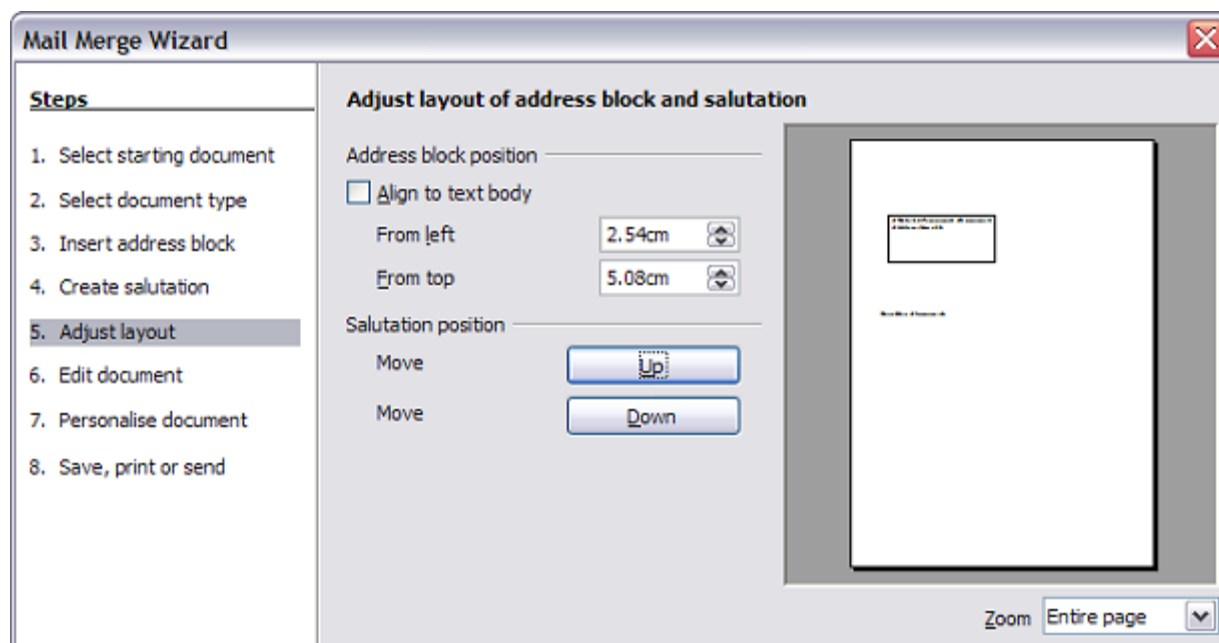 Mail Merge Wizard
Steps
1. Select starting document
2. Select document type
3. Insert address block
4. Create salutation
5. Adjust layout
6. Edit document
7. Personalise document
8. Save, print or send
Adjust layout of address block and salutation
Address block position
Align to text body
From left 2.54cm
From top 5.08cm
Salutation position
Move Up
Move Down
Zoom Entire page